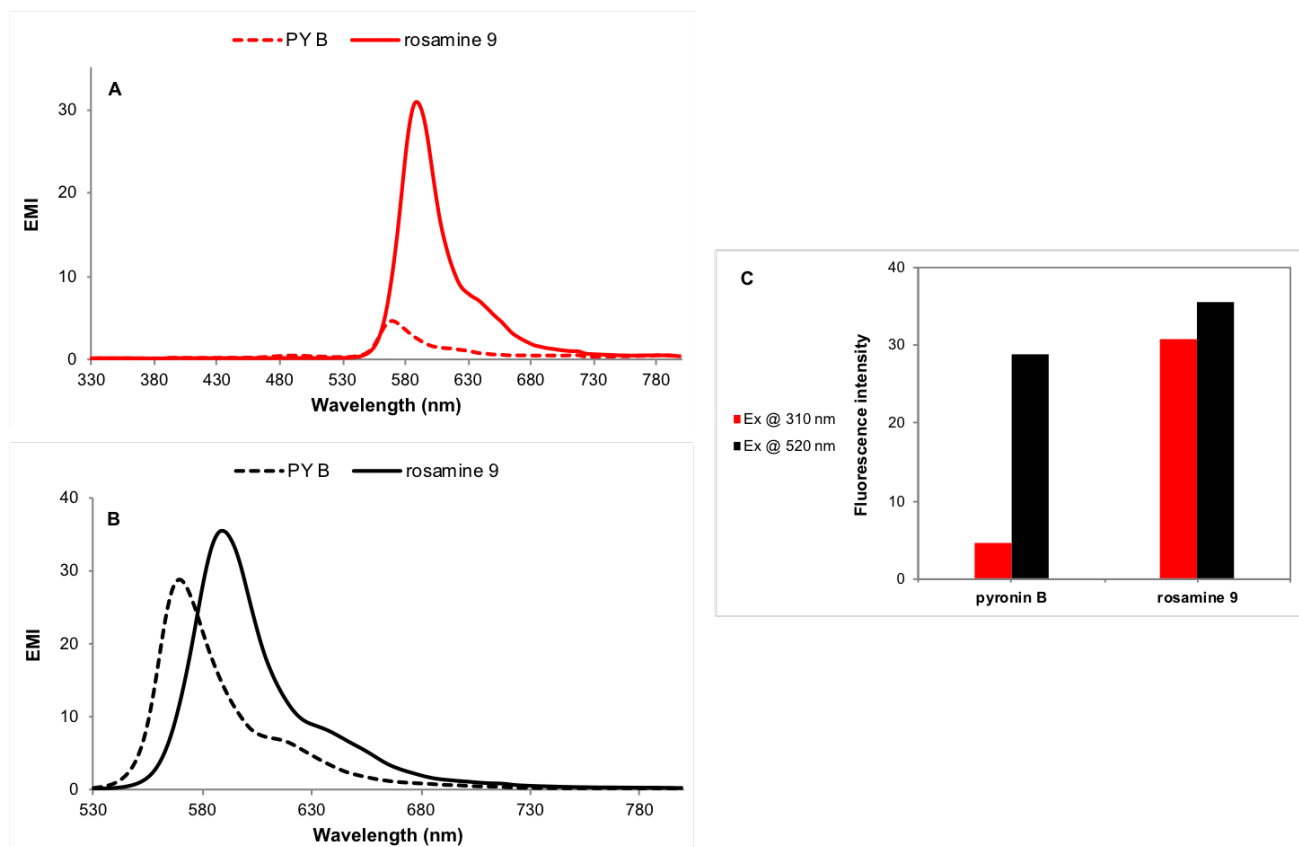 PY B rosamine 9
A
30
20
10
0
EMI
330 380 430 480 530 580 630 680 730 780
Wavelength (nm)
PY B rosamine 9
B
40
30
20
10
0
EMI
530 580 630 680 730 780
Wavelength (nm)
C
40
30
20
10
0
Fluorescence intensity
Ex @ 310 nm
Ex @ 520 nm
pyronin B rosamine 9